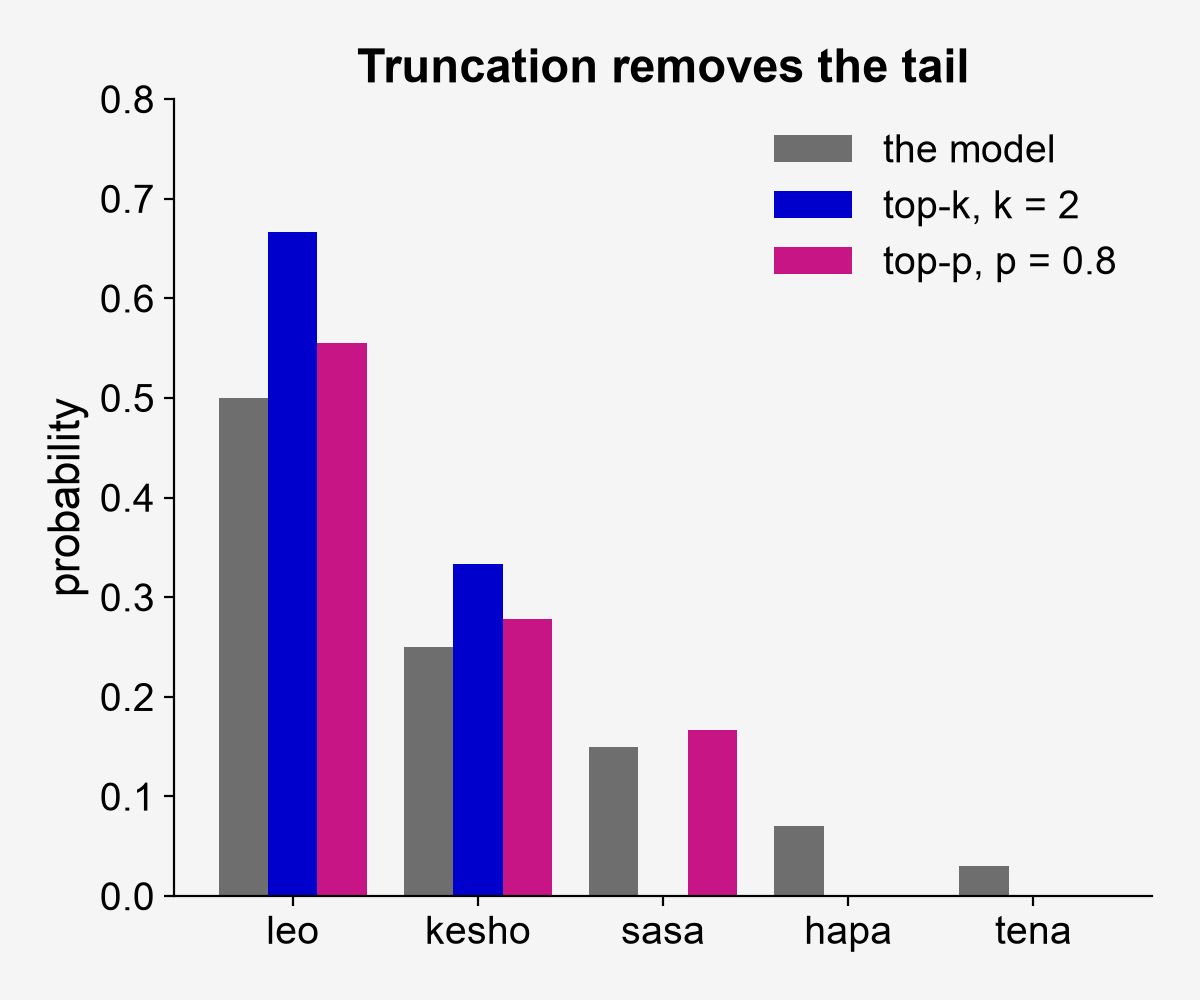 Truncation removes the tail
the model
top-k, k = 2
top-p, p = 0.8
probability
0.8
0.7
0.6
0.5
0.4
0.3
0.2
0.1
0.0
leo kesho sasa hapa tena